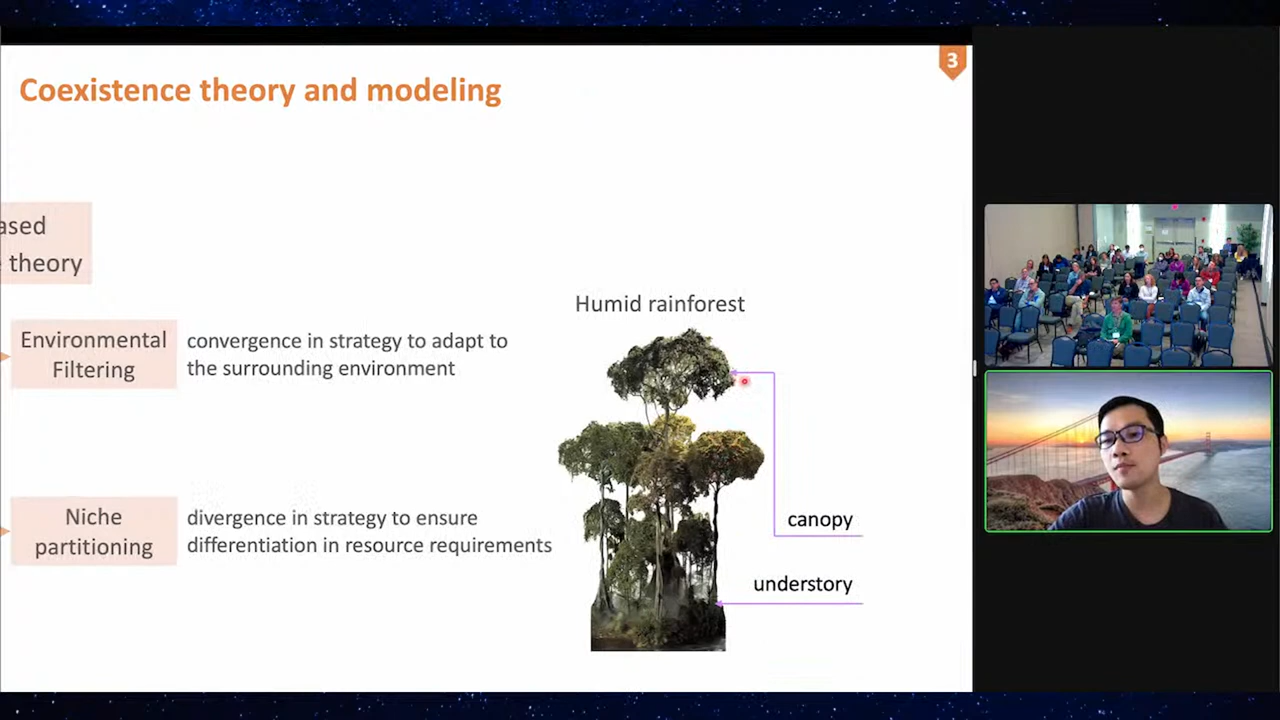 3
Coexistence theory and modeling
ased
theory
Environmental
Filtering
convergence in strategy to adapt to
the surrounding environment
Niche
partitioning
divergence in strategy to ensure
differentiation in resource requirements
Humid rainforest
canopy
understory